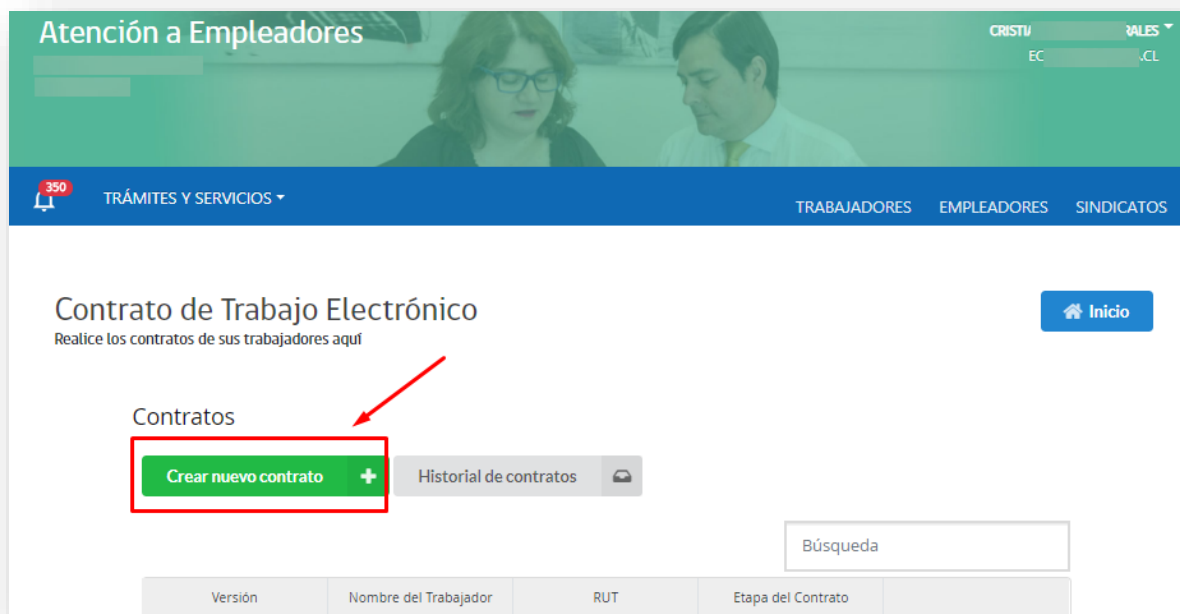 Atención a Empleadores
350
TRÁMITES Y SERVICIOS
TRABAJADORES EMPLEADORES SINDICATOS
Contrato de Trabajo Electrónico
Realice los contratos de sus trabajadores aquí
Inicio
Contratos
Crear nuevo contrato
Historial de contratos
Búsqueda
Versión Nombre del Trabajador RUT Etapa del Contrato